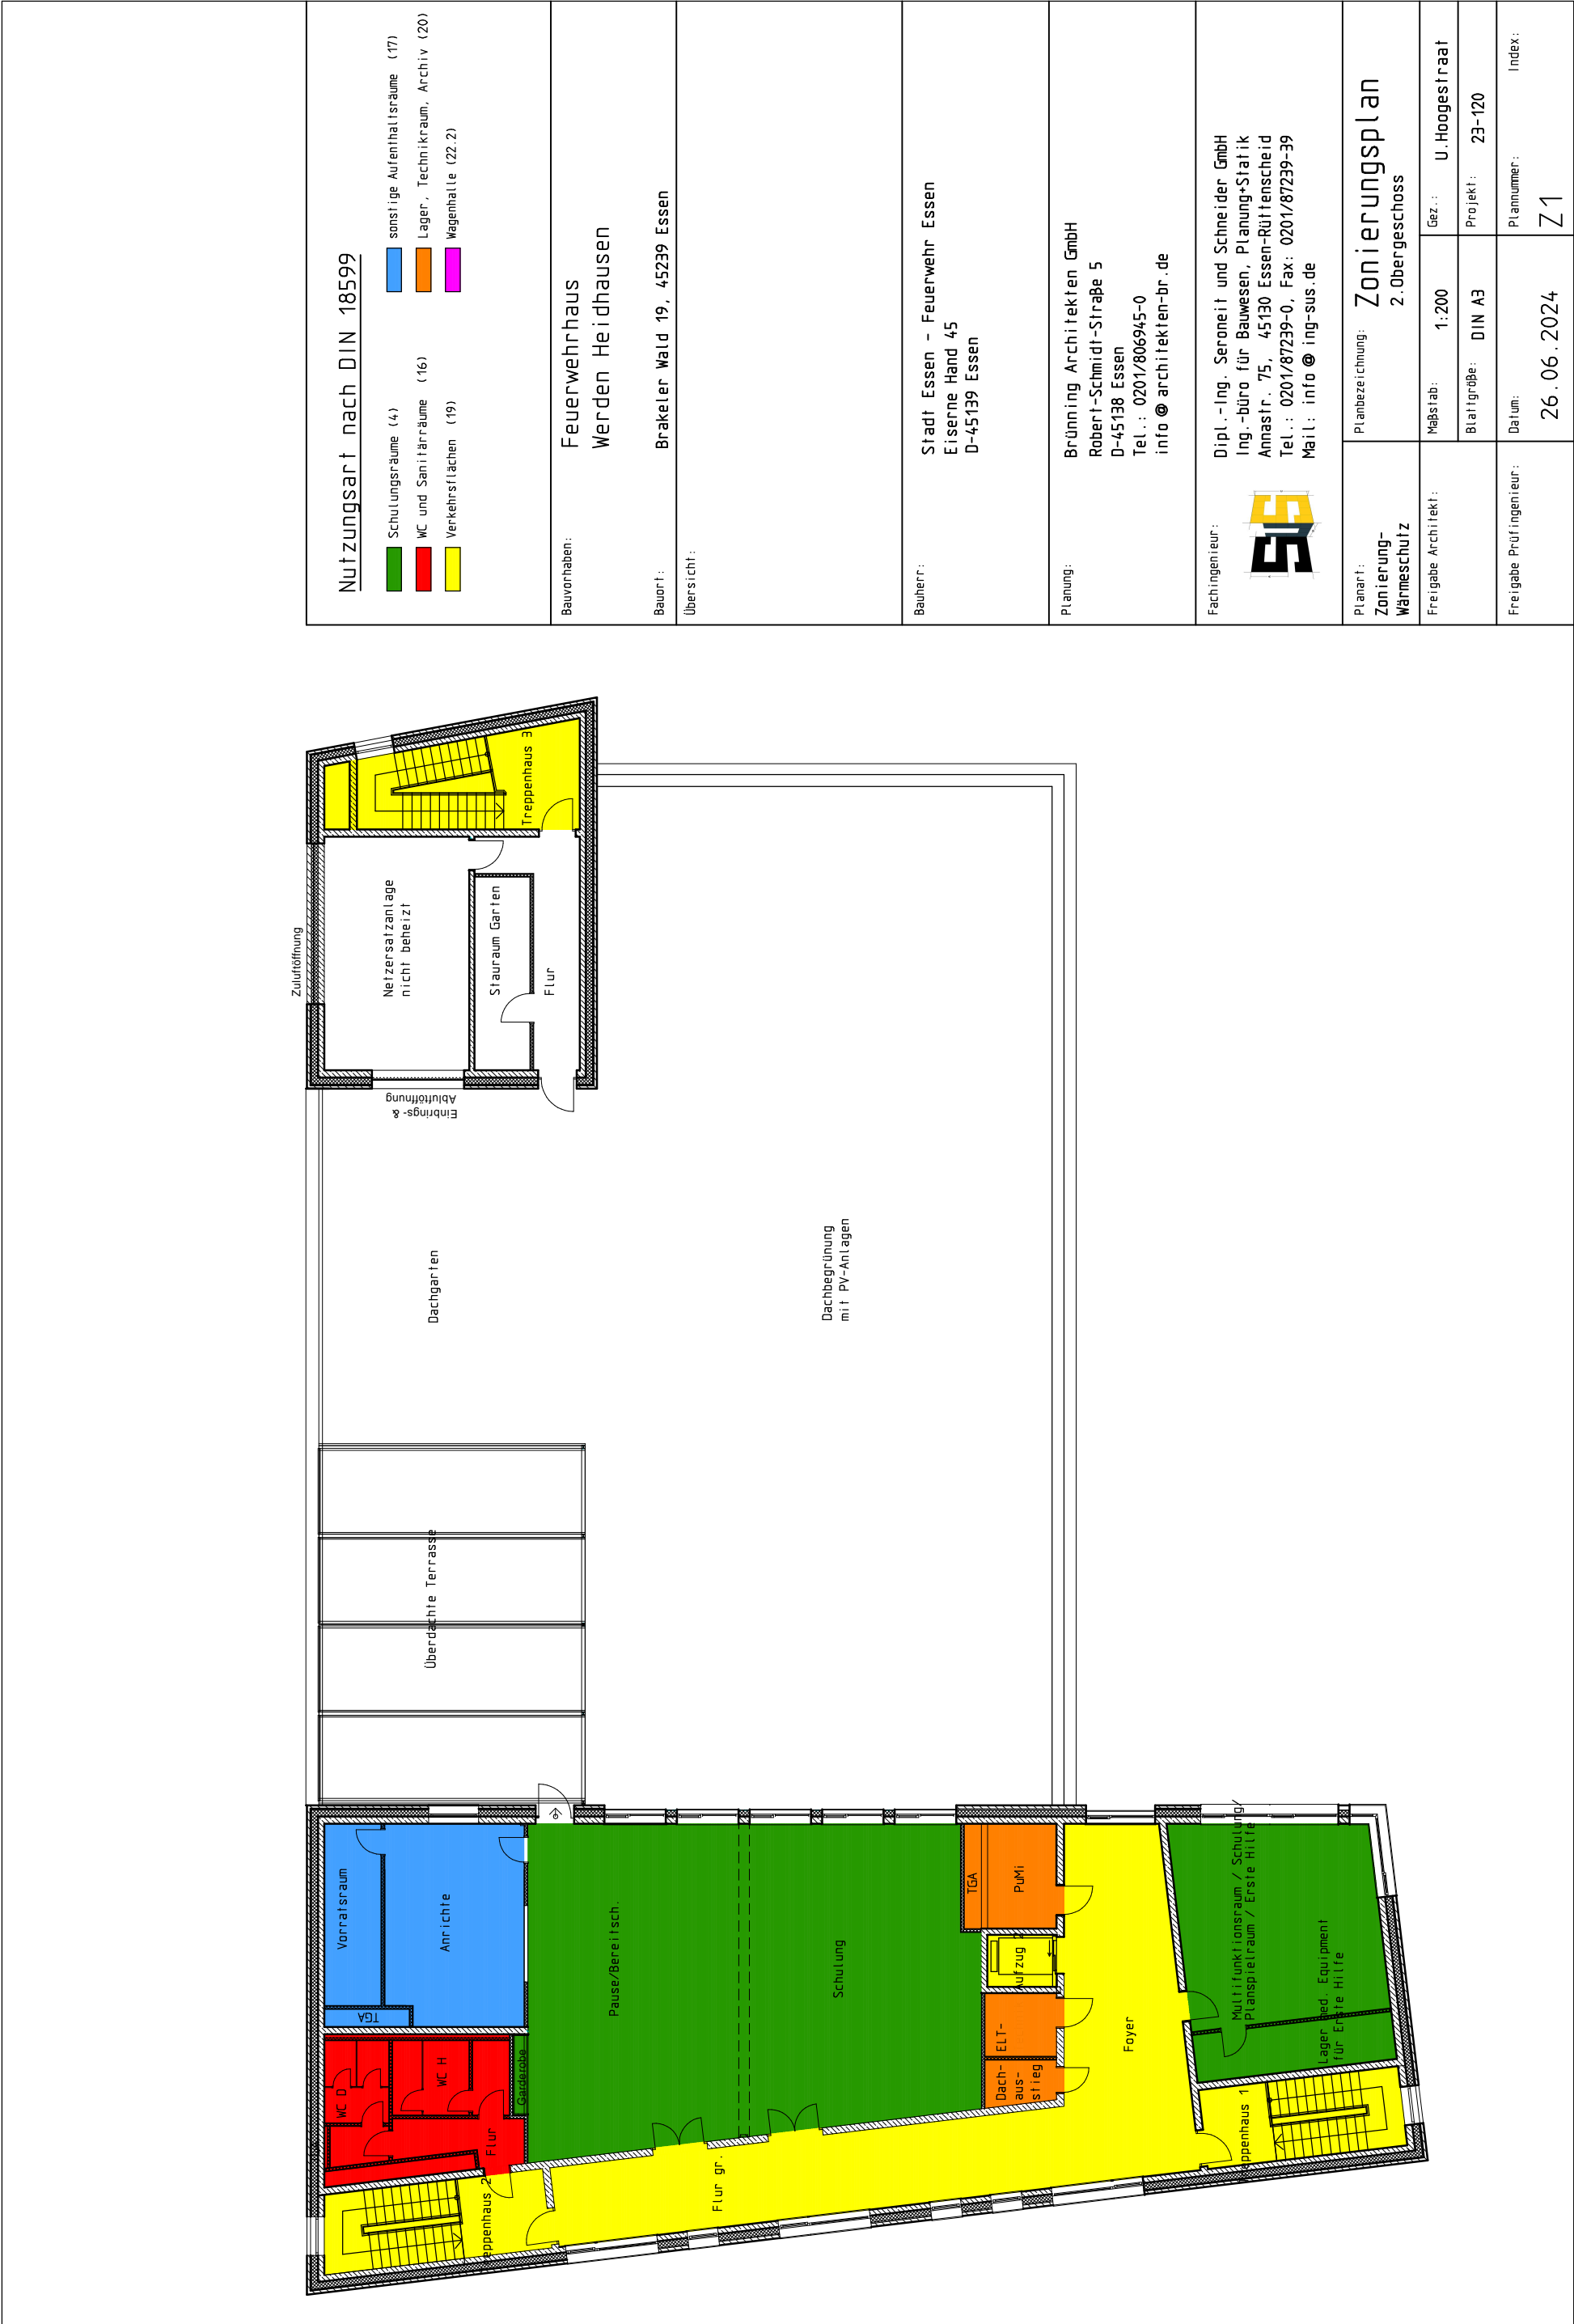 Nutzungsart nach DIN 18599
Schulungsräume (4)
WC und Sanitärräume (16)
Verkehrsflächen (19)
sonstige Aufenthaltsräume (17)
Lager, Technikraum, Archiv (20)
Wagenhalle (22.2)
Bauvorhaben:
Feuerwehrhaus
Werden Heidhausen
Bauort:
Brakeler Wald 19, 45239 Essen
Übersicht:
Bauherr:
Stadt Essen - Feuerwehr Essen
Eiserne Hand 45
D-45139 Essen
Planung:
Brünning Architekten GmbH
Robert-Schmidt-Straße 5
D-45138 Essen
Tel.: 0201/806945-0
info @ architekten-br.de
Fachingenieur:
Dipl.-Ing. Seroneit und Schneider GmbH
Ing.-büro für Bauwesen, Planung+Statik
Annastr. 75, 45130 Essen-Rüttenscheid
Tel.: 0201/87239-0, Fax: 0201/87239-39
Mail: info @ ing-sus.de
Planart:
Zonierung-
Wärmeschutz
Planbezeichnung:
Zonierungsplan
2.Obergeschoss
Freigabe Architekt:
Maßstab:
1:200
Gez.:
U.Hoogestraat
Blattgröße:
DIN A3
Projekt:
23-120
Freigabe Prüfingenieur:
Datum:
26.06.2024
Plannummer:
Z1
Index:
Zuluftöffnung
Netzersatzanlage
nicht beheizt
Stauraum Garten
Flur
Treppenhaus 3
Einbrings- &
Abluftöffnung
Dachgarten
Dachbegrünung
mit PV-Anlagen
Überdachte Terrasse
Vorratsraum
Anrichte
TGA
WC D
WC H
Garderobe
Flur
Treppenhaus 2
Pause/Bereitsch.
Schulung
Flur gr.
TGA
PuMi
Aufzug 2
ELT-
Dach-
aus-
stieg
Foyer
Multifunktionsraum / Schulung/
Planspielraum / Erste Hilfe
Lager med. Equipment
für Erste Hilfe
Treppenhaus 1